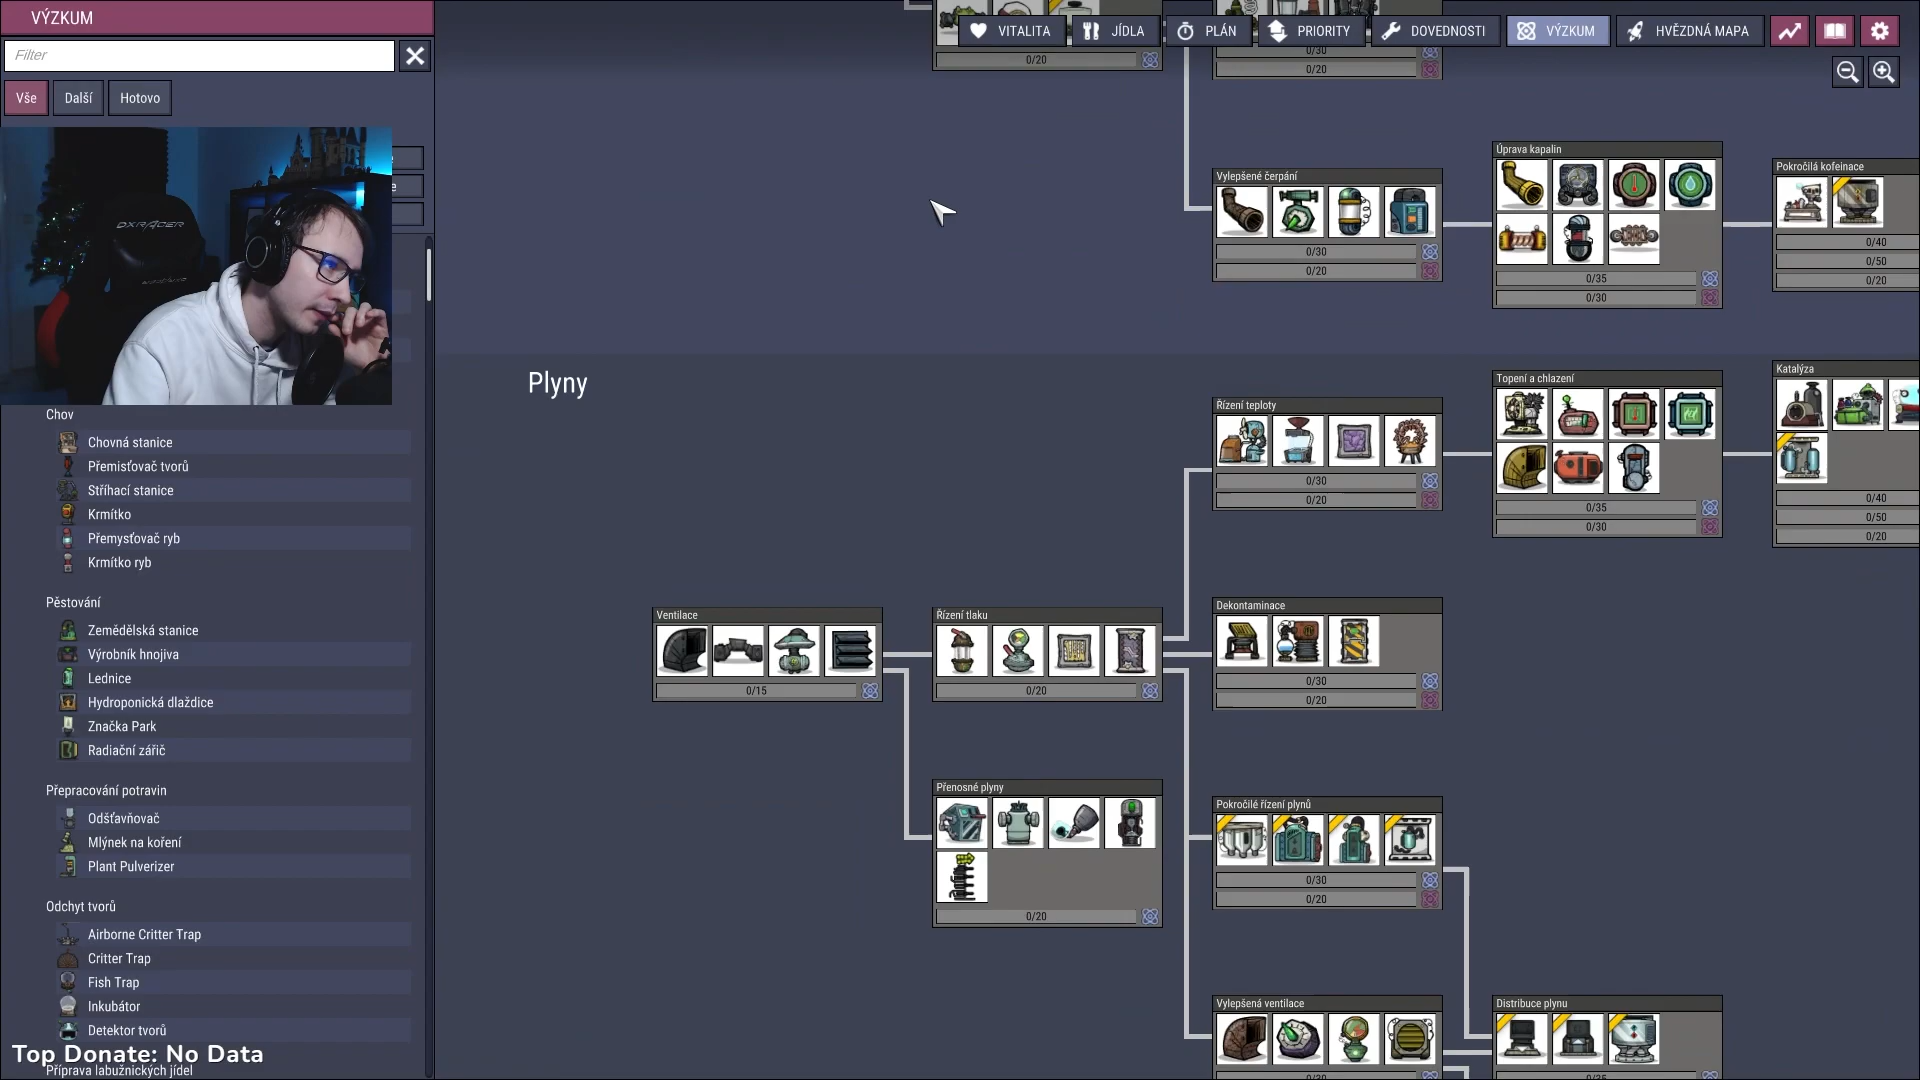 VÝZKUM
Filter
Vše
Další
Hotovo
VITALITA
JÍDLA
PLÁN
PRIORITY
DOVEDNOSTI
VÝZKUM
HVĚZDNÁ MAPA
0/20
0/30
0/20
Vylepšené čerpání
0/30
0/20
Úprava kapalin
0/35
0/30
Pokročilá kofeinace
0/40
0/50
0/20
DXRACER
Plyny
Řízení teploty
0/30
0/20
Topení a chlazení
0/35
0/30
Katalýza
0/40
0/50
0/20
Ventilace
0/15
Řízení tlaku
0/20
Dekontaminace
0/30
0/20
Přenosné plyny
0/20
Pokročilé řízení plynů
0/30
0/20
Vylepšená ventilace
0/30
Distribuce plynu
0/35
Chov
Chovná stanice
Přemisťovač tvorů
Stříhací stanice
Krmítko
Přemysťovač ryb
Krmítko ryb
Pěstování
Zemědělská stanice
Výrobník hnojiva
Lednice
Hydroponická dlaždice
Značka Park
Radiační zářič
Přepracování potravin
Odšťavňovač
Mlýnek na koření
Plant Pulverizer
Odchyt tvorů
Airborne Critter Trap
Critter Trap
Fish Trap
Inkubátor
Detektor tvorů
Top Donate: No Data
Příprava labužnických jídel